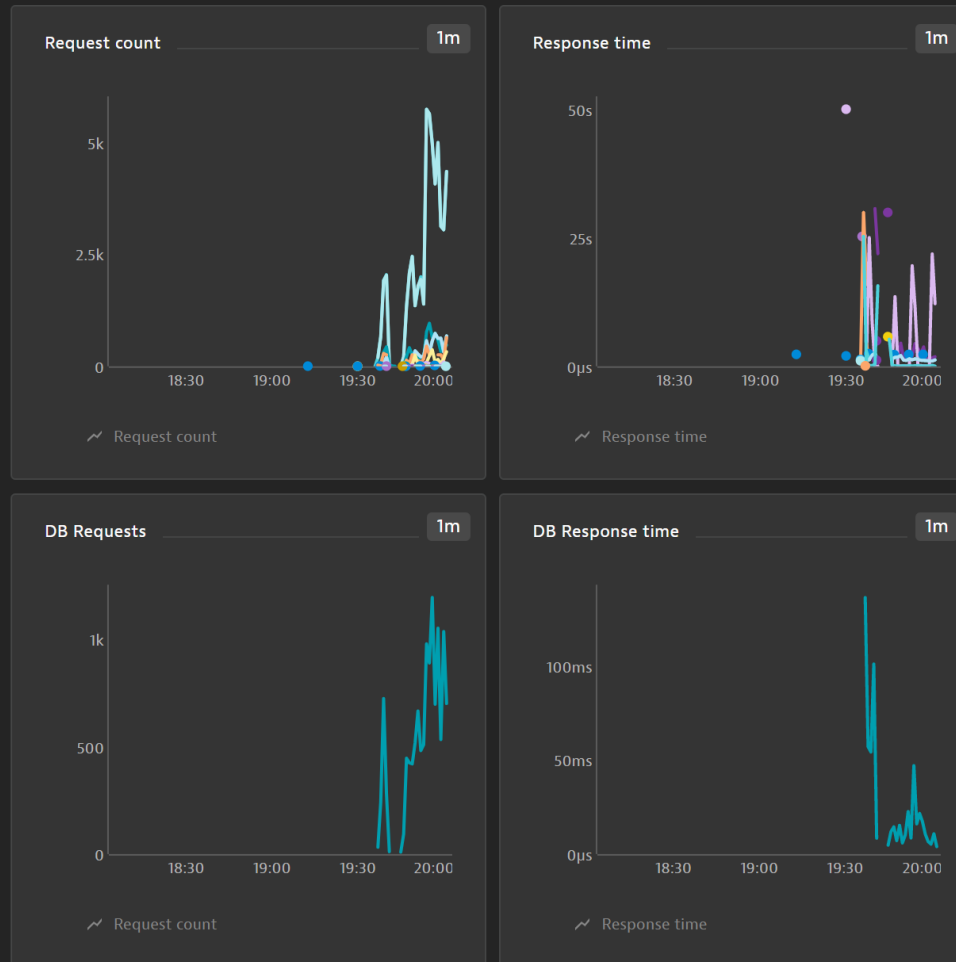 Request count 1m
5k
2.5k
0
18:30 19:00 19:30 20:00
Request count
Response time 1m
50s
25s
0µs
18:30 19:00 19:30 20:00
Response time
DB Requests 1m
1k
500
0
18:30 19:00 19:30 20:00
Request count
DB Response time 1m
100ms
50ms
0µs
18:30 19:00 19:30 20:00
Response time